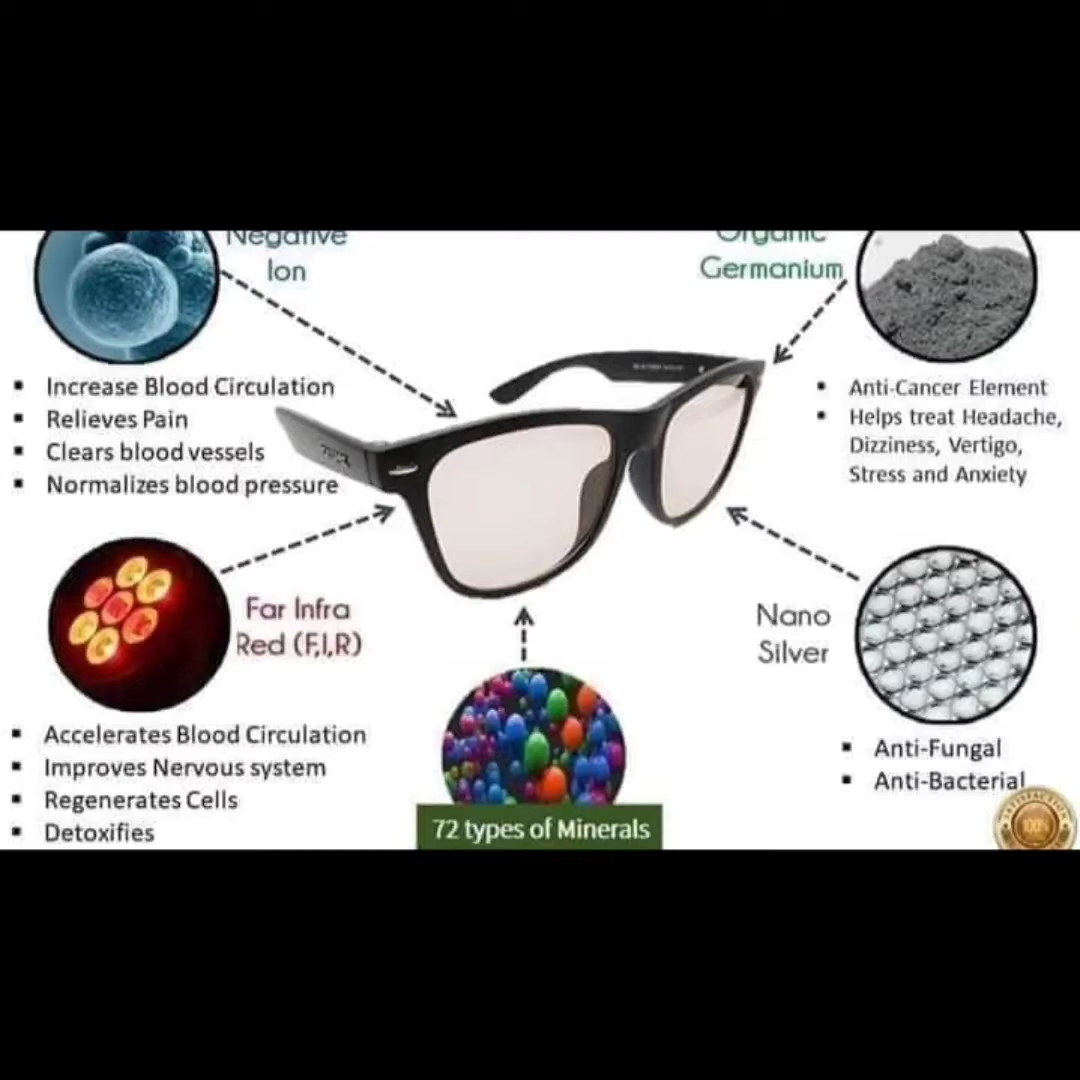 Negative
Ion
Organic
Germanium
▪ Increase Blood Circulation
▪ Relieves Pain
▪ Clears blood vessels
▪ Normalizes blood pressure
▪ Anti-Cancer Element
▪ Helps treat Headache,
Dizziness, Vertigo,
Stress and Anxiety
Far Infra
Red (F,I,R)
Nano
Silver
▪ Accelerates Blood Circulation
▪ Improves Nervous system
▪ Regenerates Cells
▪ Detoxifies
▪ Anti-Fungal
▪ Anti-Bacterial
72 types of Minerals
SATISFACTION
100%